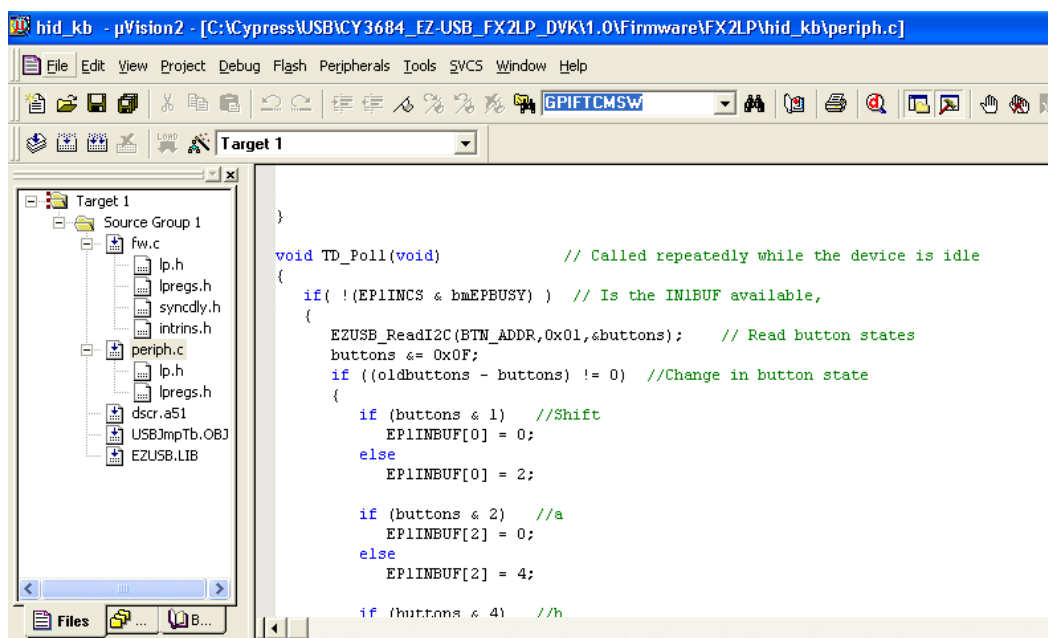 hid_kb - µVision2 - [C:\Cypress\USB\CY3684_EZ-USB_FX2LP_DVK\1.0\Firmware\FX2LP\hid_kb\periph.c]
File Edit View Project Debug Flash Peripherals Tools SVCS Window Help
GPIFTCMSW
LOAD Target 1
Target 1
Source Group 1
fw.c
lp.h
lpregs.h
syncdly.h
intrins.h
periph.c
lp.h
lpregs.h
dscr.a51
USBJmpTb.OBJ
EZUSB.LIB
Files ... B...
}
void TD_Poll(void) // Called repeatedly while the device is idle
{
if( !(EP1INCS & bmEPBUSY) ) // Is the IN1BUF available,
{
EZUSB_ReadI2C(BTN_ADDR,0x01,&buttons); // Read button states
buttons &= 0x0F;
if ((oldbuttons - buttons) != 0) //Change in button state
{
if (buttons & 1) //Shift
EP1INBUF[0] = 0;
else
EP1INBUF[0] = 2;
if (buttons & 2) //a
EP1INBUF[2] = 0;
else
EP1INBUF[2] = 4;
if (buttons & 4) //b